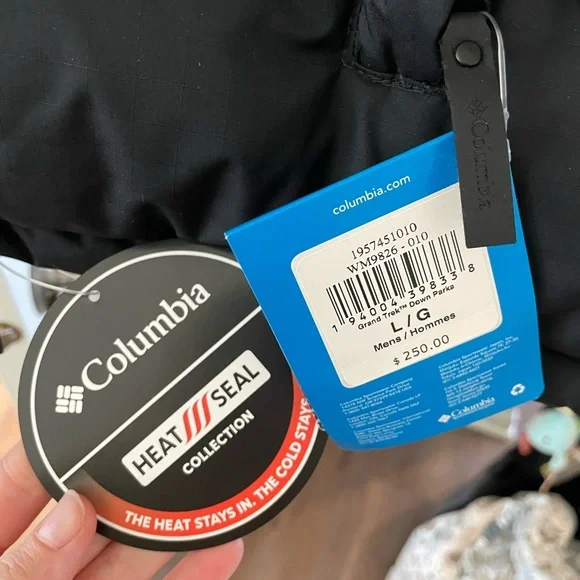 Columbia
columbia.com
1957451010
WM9826 - 010
1 94004 39833 8
Grand Trek™ Down Parka
L / G
Mens / Hommes
$ 250.00
Columbia
Columbia
HEAT SEAL
COLLECTION
THE HEAT STAYS IN. THE COLD STAYS